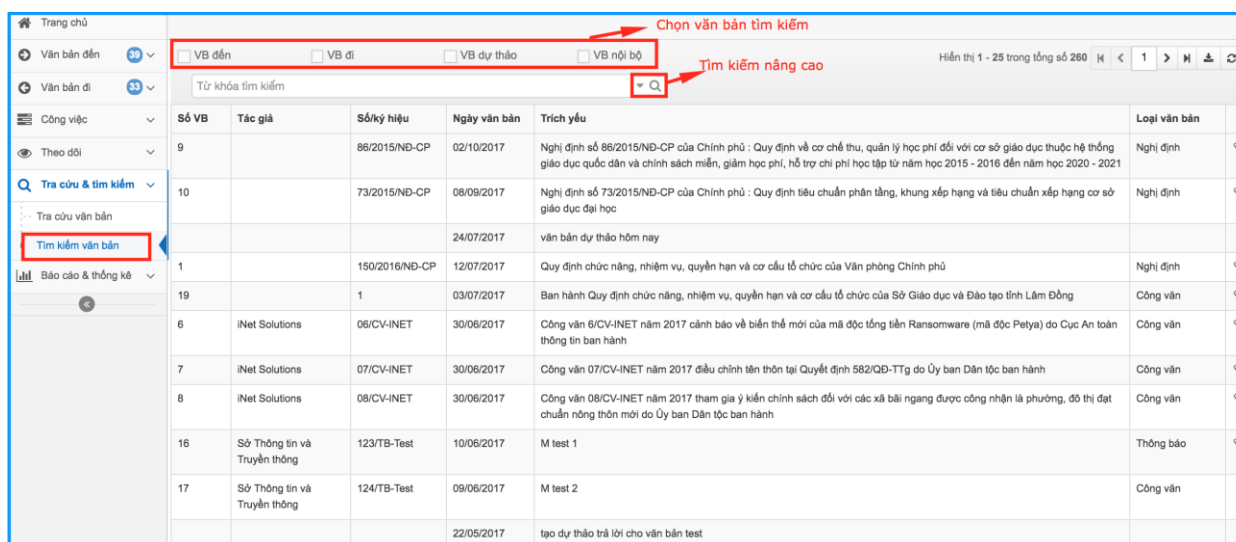 Trang chủ
Văn bản đến 39
Văn bản đi 33
Công việc
Theo dõi
Tra cứu & tìm kiếm
Tra cứu văn bản
Tìm kiếm văn bản
Báo cáo & thống kê
Chọn văn bản tìm kiếm
VB đến VB đi VB dự thảo VB nội bộ
Tìm kiếm nâng cao
Hiển thị 1 - 25 trong tổng số 260 1
Từ khóa tìm kiếm
Số VB Tác giả Số/ký hiệu Ngày văn bản Trích yếu Loại văn bản
9 86/2015/NĐ-CP 02/10/2015 Nghị định số 86/2015/NĐ-CP của Chính phủ : Quy định về cơ chế thu, quản lý học phí đối với cơ sở giáo dục thuộc hệ thống Nghị định
giáo dục quốc dân và chính sách miễn, giảm học phí, hỗ trợ chi phí học tập từ năm học 2015 - 2016 đến năm học 2020 - 2021
10 73/2015/NĐ-CP 08/09/2017 Nghị định số 73/2015/NĐ-CP của Chính phủ : Quy định tiêu chuẩn phân tầng, khung xếp hạng và tiêu chuẩn xếp hạng cơ sở Nghị định
giáo dục đại học
24/07/2017 văn bản dự thảo hôm nay
1 150/2016/NĐ-CP 12/07/2017 Quy định chức năng, nhiệm vụ, quyền hạn và cơ cấu tổ chức của Văn phòng Chính phủ Nghị định
19 1 03/07/2017 Ban hành Quy định chức năng, nhiệm vụ, quyền hạn và cơ cấu tổ chức của Sở Giáo dục và Đào tạo tỉnh Lâm Đồng Công văn
6 iNet Solutions 06/CV-INET 30/06/2017 Công văn 6/CV-INET năm 2017 cảnh báo về biến thể mới của mã độc tống tiền Ransomware (mã độc Petya) do Cục An toàn Công văn
thông tin ban hành
7 iNet Solutions 07/CV-INET 30/06/2017 Công văn 07/CV-INET năm 2017 điều chỉnh tên thôn tại Quyết định 582/QĐ-TTg do Ủy ban Dân tộc ban hành Công văn
8 iNet Solutions 08/CV-INET 30/06/2017 Công văn 08/CV-INET năm 2017 tham gia ý kiến chính sách đối với các xã bãi ngang được công nhận là phường, đô thị đạt Công văn
chuẩn nông thôn mới do Ủy ban Dân tộc ban hành
16 Sở Thông tin và 123/TB-Test 10/06/2017 M test 1 Thông báo
Truyền thông
17 Sở Thông tin và 124/TB-Test 09/06/2017 M test 2 Công văn
Truyền thông
22/05/2017 tạo dự thảo trả lời cho văn bản test